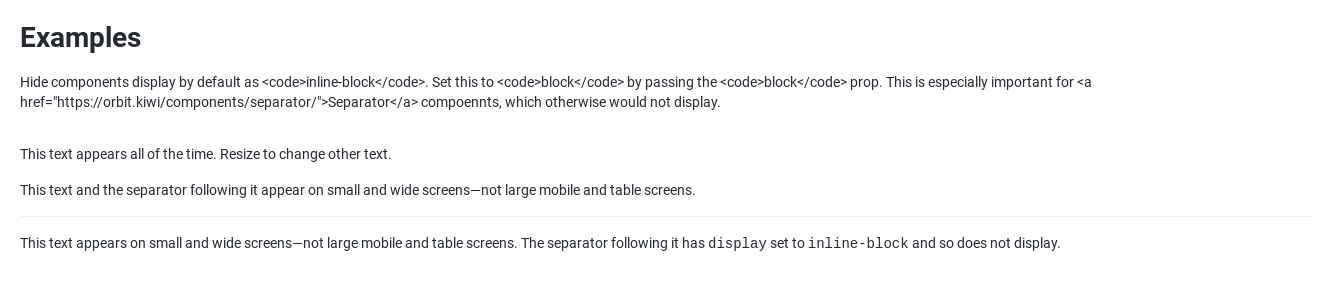 Examples
Hide components display by default as <code>inline-block</code>. Set this to <code>block</code> by passing the <code>block</code> prop. This is especially important for <a
href="https://orbit.kiwi/components/separator/">Separator</a> compoennts, which otherwise would not display.
This text appears all of the time. Resize to change other text.
This text and the separator following it appear on small and wide screens—not large mobile and table screens.
This text appears on small and wide screens—not large mobile and table screens. The separator following it has display set to inline-block and so does not display.